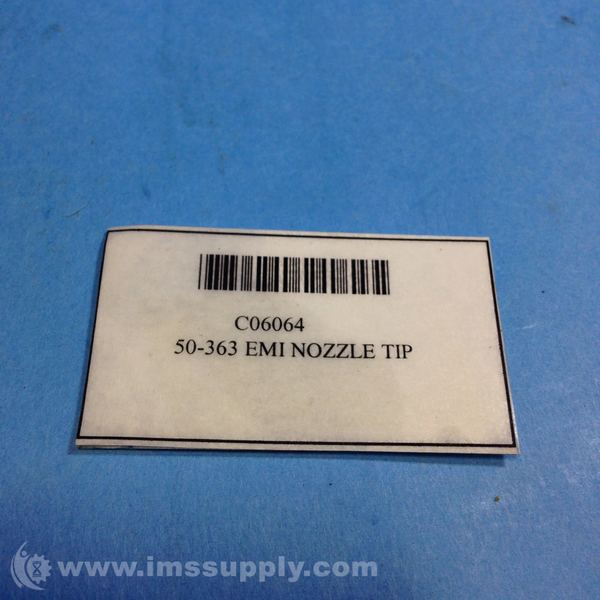 C06064
50-363 EMI NOZZLE TIP
www.imssupply.com